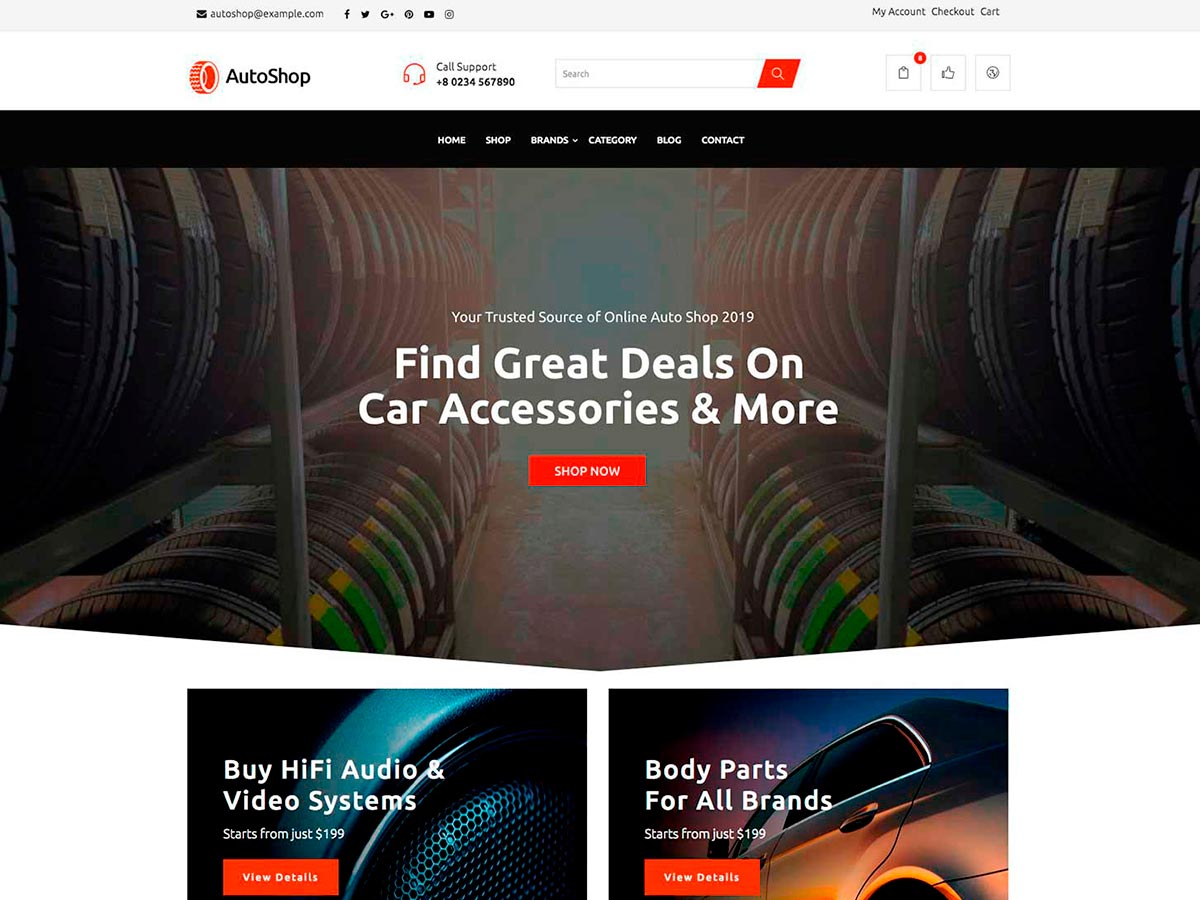 autoshop@example.com
My Account Checkout Cart
AutoShop
Call Support
+8 0234 567890
Search
8
HOME SHOP BRANDS CATEGORY BLOG CONTACT
Your Trusted Source of Online Auto Shop 2019
Find Great Deals On
Car Accessories & More
SHOP NOW
Buy HiFi Audio &
Video Systems
Starts from just $199
View Details
Body Parts
For All Brands
Starts from just $199
View Details